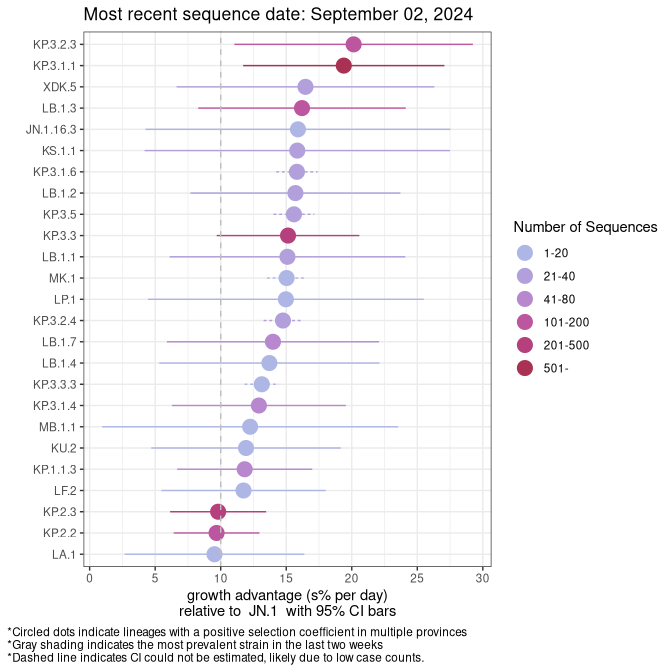 Most recent sequence date: September 02, 2024
KP.3.2.3
KP.3.1.1
XDK.5
LB.1.3
JN.1.16.3
KS.1.1
KP.3.1.6
LB.1.2
KP.3.5
KP.3.3
LB.1.1
MK.1
LP.1
KP.3.2.4
LB.1.7
LB.1.4
KP.3.3.3
KP.3.1.4
MB.1.1
KU.2
KP.1.1.3
LF.2
KP.2.3
KP.2.2
LA.1
0 5 10 15 20 25 30
growth advantage (s% per day)
relative to JN.1 with 95% CI bars
Number of Sequences
1-20
21-40
41-80
101-200
201-500
501-
*Circled dots indicate lineages with a positive selection coefficient in multiple provinces
*Gray shading indicates the most prevalent strain in the last two weeks
*Dashed line indicates CI could not be estimated, likely due to low case counts.